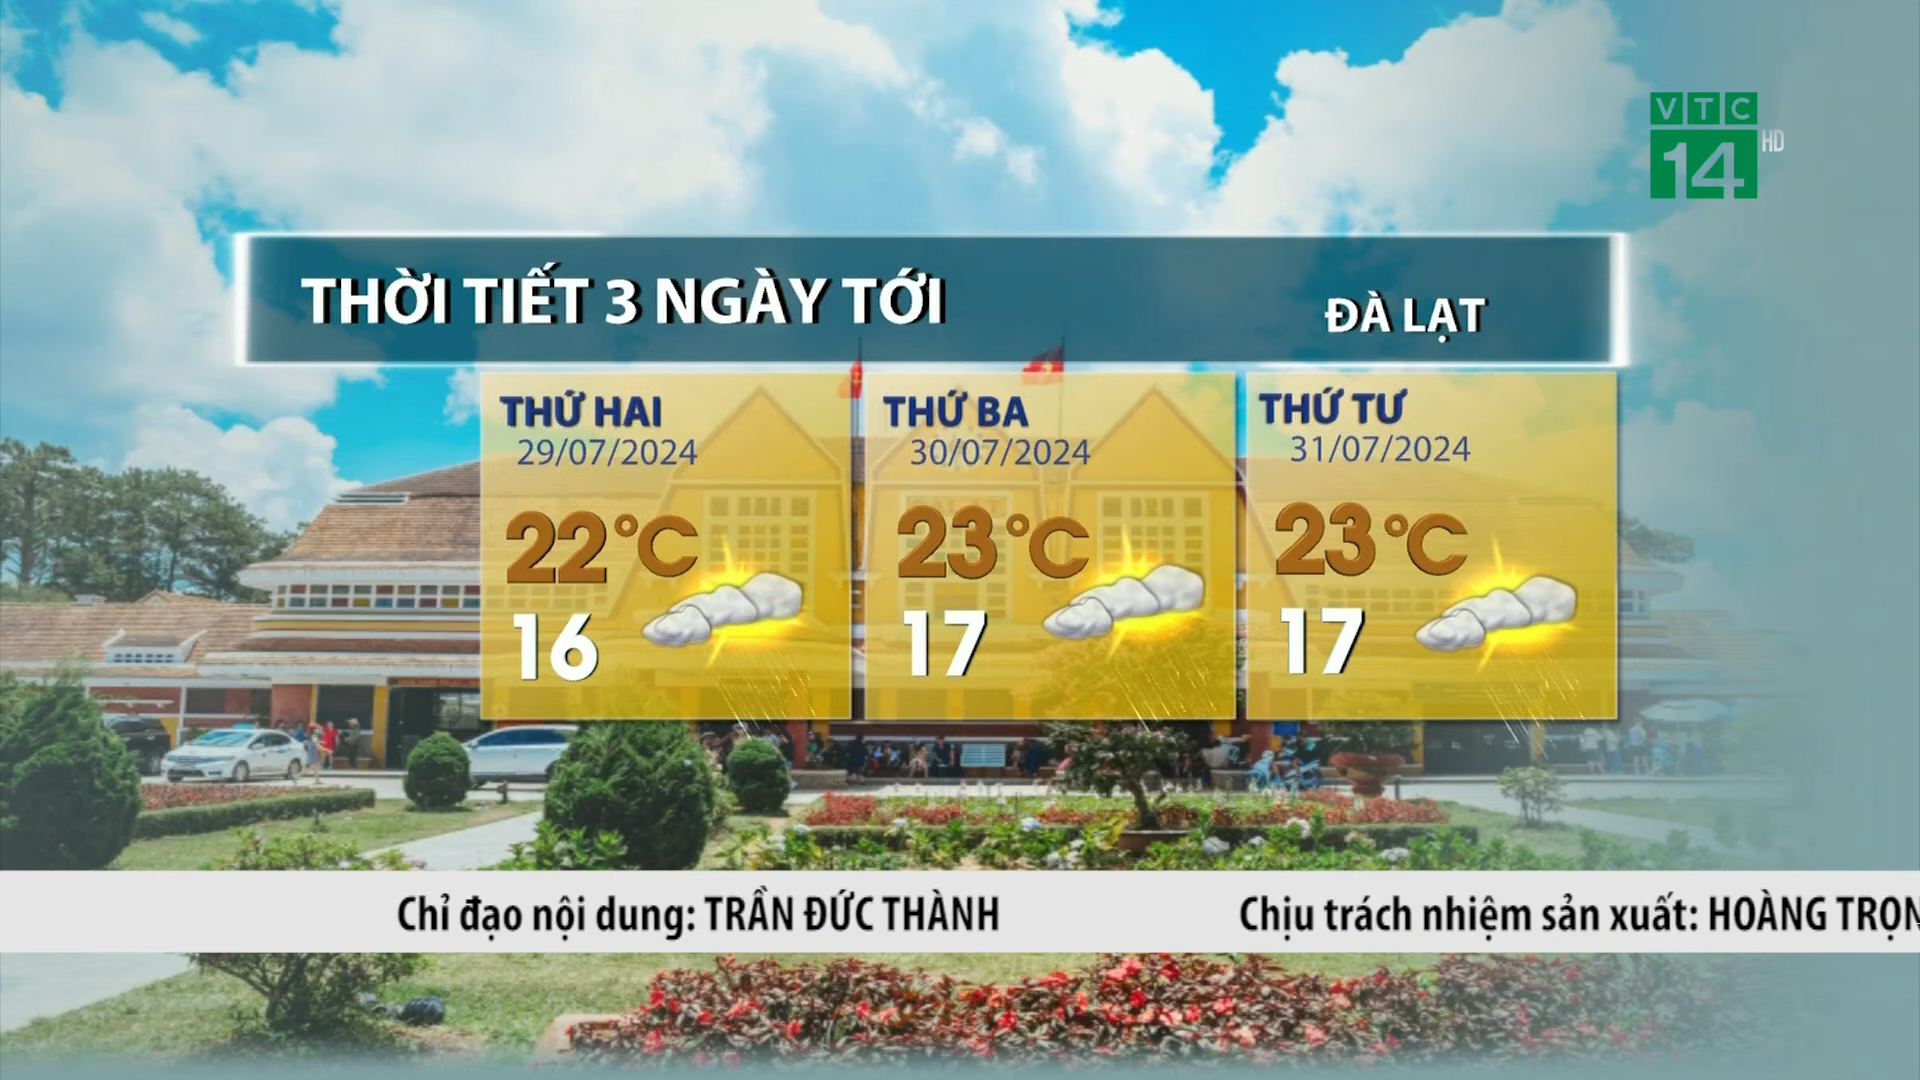 VTC
14 HD
THỜI TIẾT 3 NGÀY TỚI
ĐÀ LẠT
THỨ HAI
29/07/2024
22°C
16
THỨ BA
30/07/2024
23°C
17
THỨ TƯ
31/07/2024
23°C
17
Chỉ đạo nội dung: TRẦN ĐỨC THÀNH
Chịu trách nhiệm sản xuất: HOÀNG TRỌN